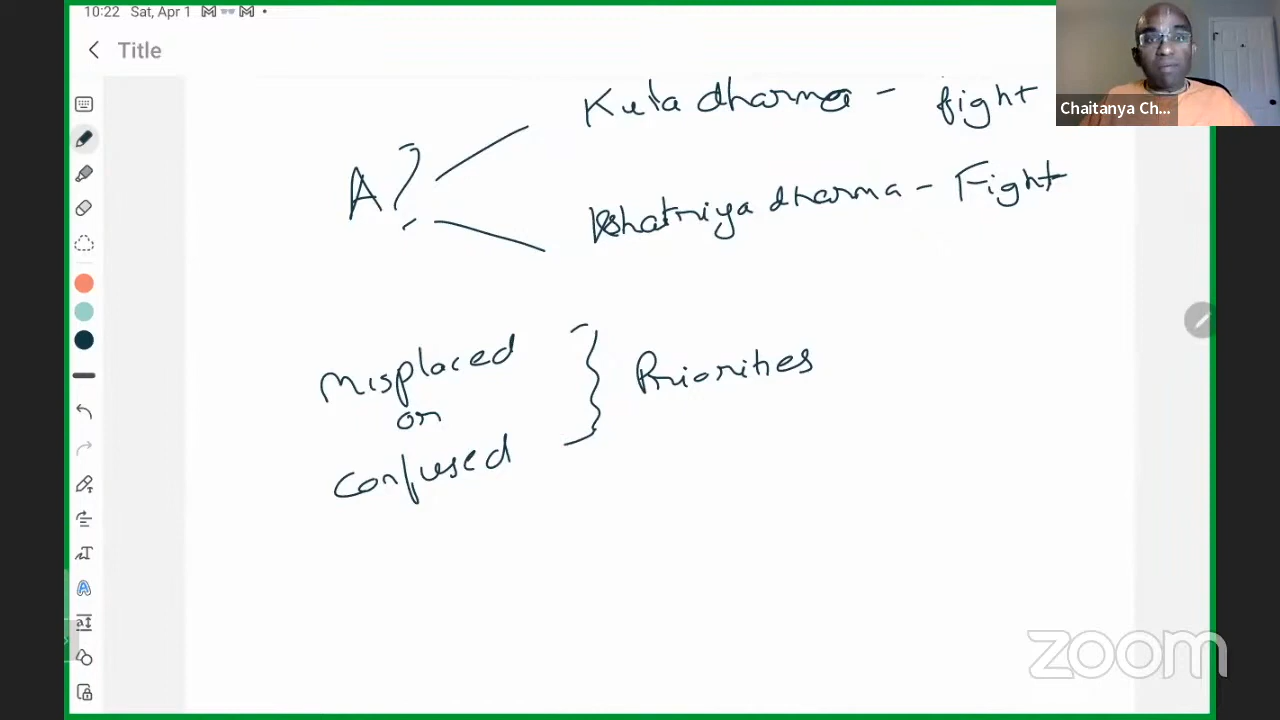 10:22 Sat, Apr 1
Title
Kula dharma - fight
A?
Kshatriya dharma - Fight
Misplaced
or
Confused
Priorities
Chaitanya Ch...
zoom